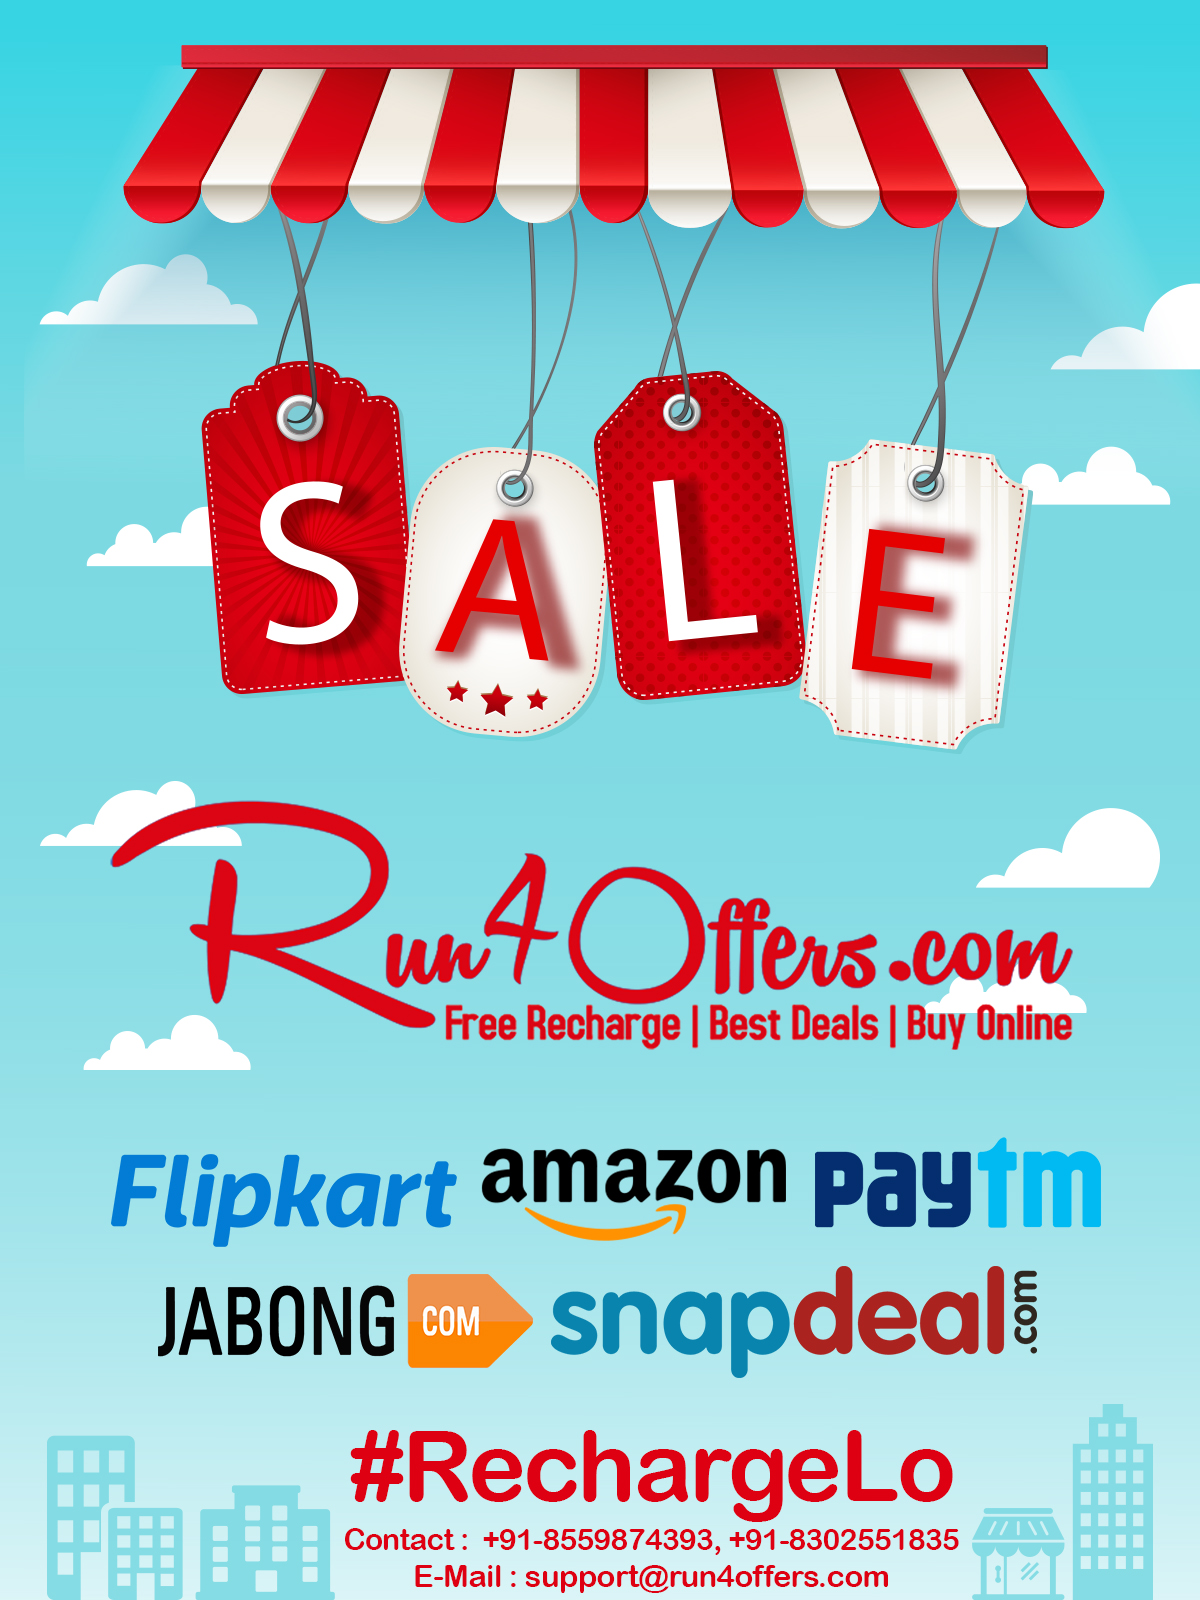 SALE
Run4Offers.com
Free Recharge | Best Deals | Buy Online
Flipkart amazon paytm
JABONG COM snapdeal.com
#RechargeLo
Contact : +91-8559874393, +91-8302551835
E-Mail : support@run4offers.com